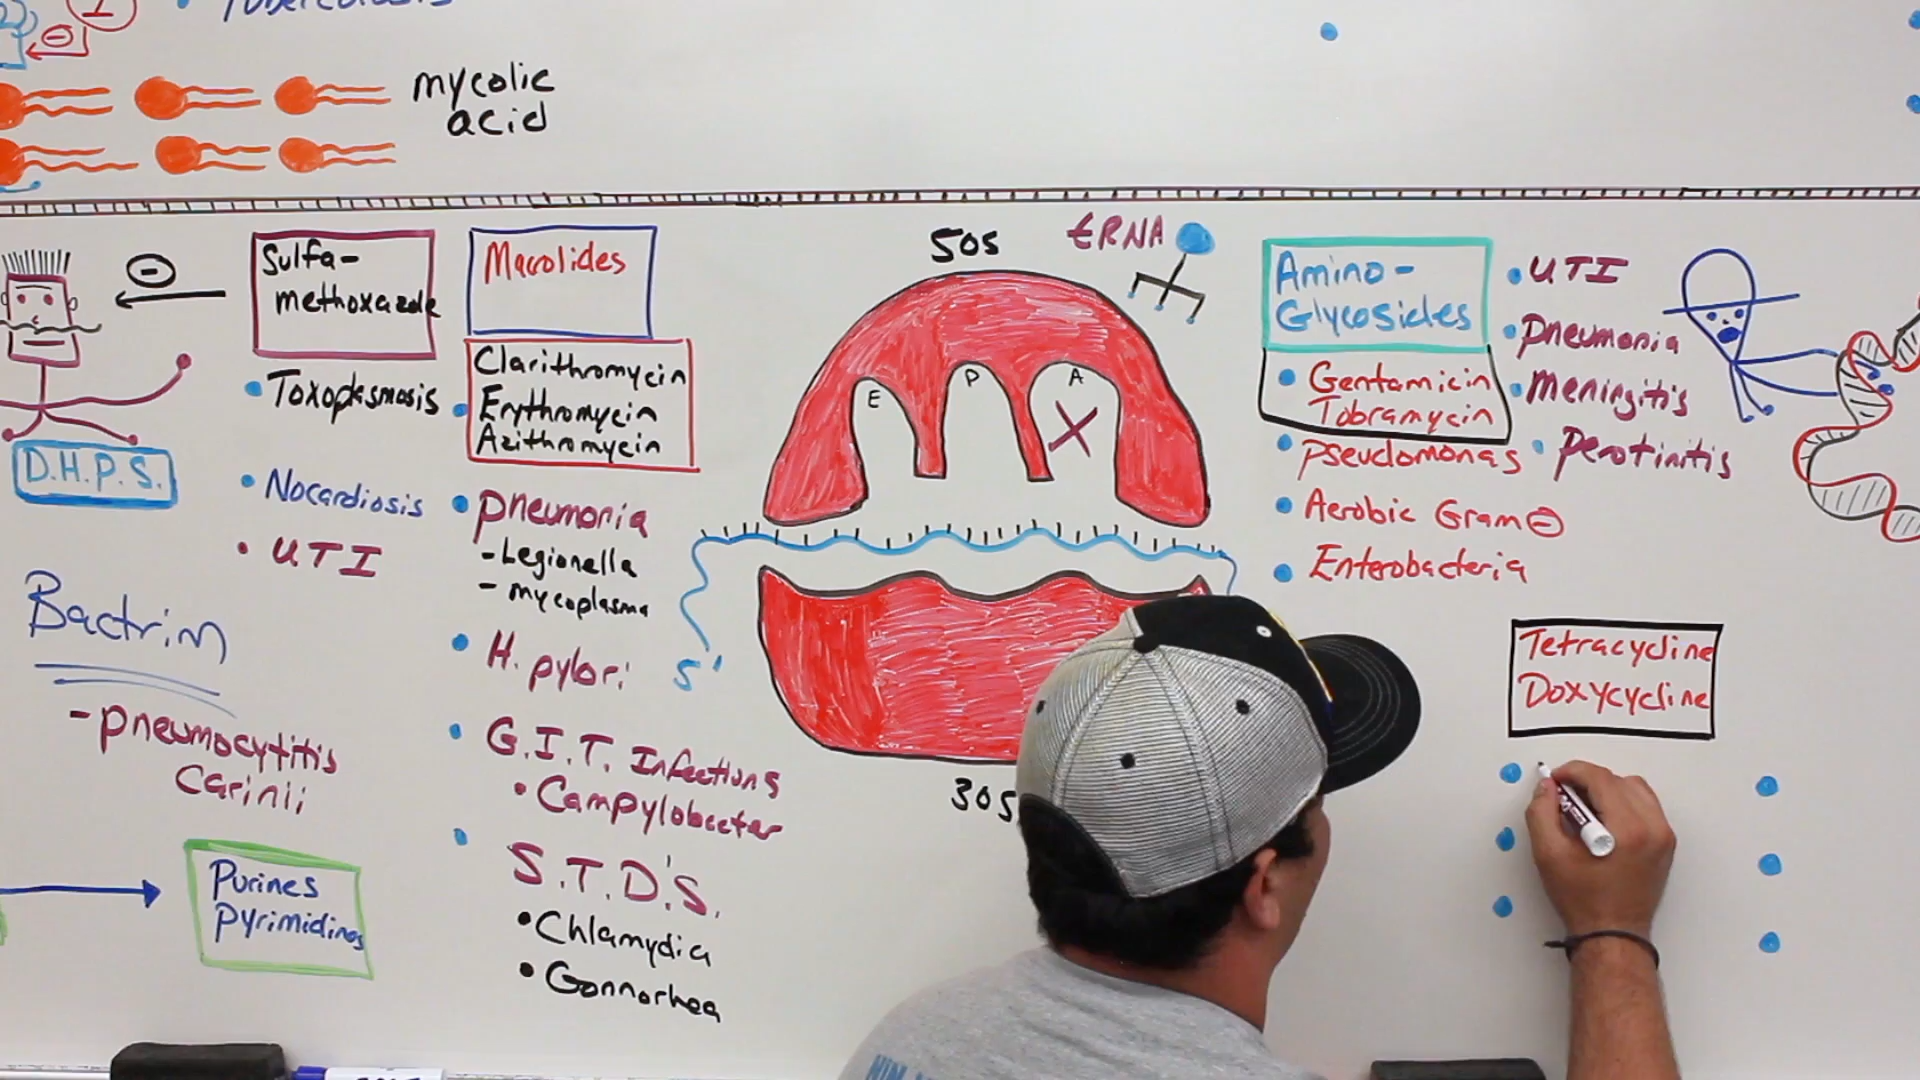 mycolic
acid
Sulfa-
methoxazole
Toxoplasmosis
Nocardiosis
UTI
D.H.P.S.
Bactrim
-pneumocytitis
Carinii
Purines
pyrimidines
Macrolides
Clarithromycin
Erythromycin
Azithromycin
pneumonia
-Legionella
-mycoplasma
H. pylori
G.I.T. Infections
Campylobacter
S.T.D.'S.
Chlamydia
Gonnorhea
50s
tRNA
E
P
A
X
5'
30s
Amino-
Glycosides
Gentamicin
Tobramycin
pseudomonas
Aerobic Gram⊖
Enterobacteria
UTI
pneumonia
meningitis
perotinitis
Tetracycline
Doxycycline